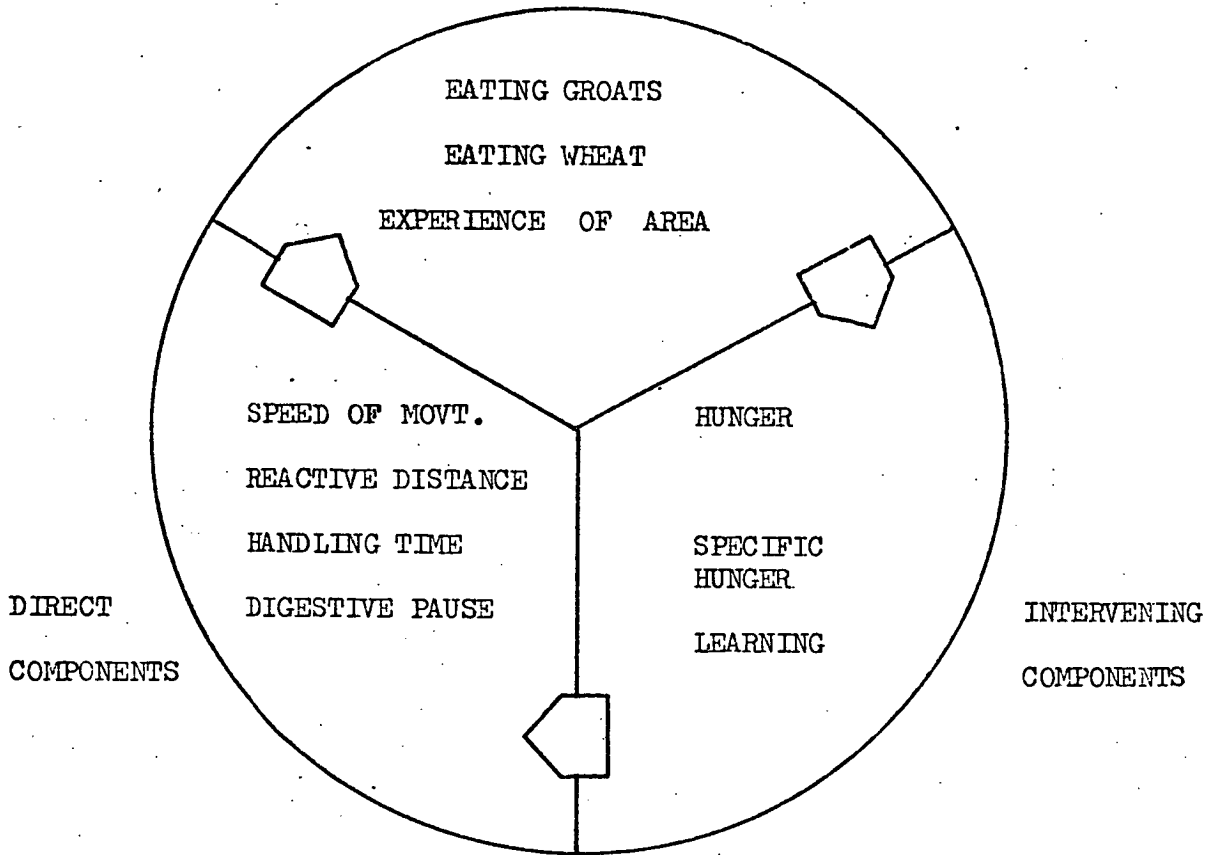 EATING GROATS
EATING WHEAT
EXPERIENCE OF AREA
SPEED OF MOVT.
REACTIVE DISTANCE
HANDLING TIME
DIGESTIVE PAUSE
HUNGER
SPECIFIC
HUNGER
LEARNING
DIRECT
COMPONENTS
INTERVENING
COMPONENTS